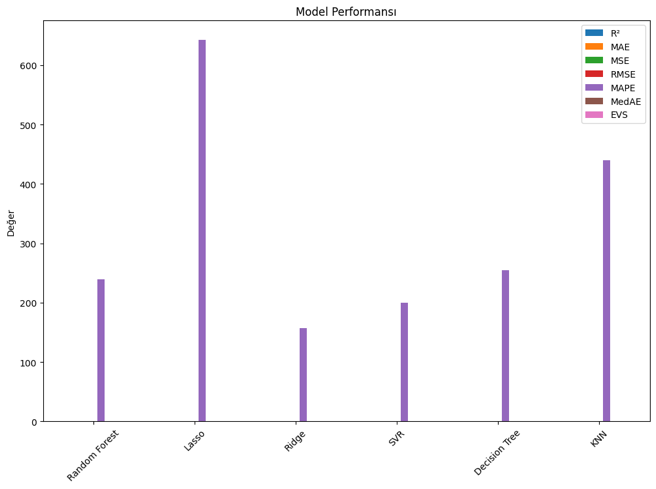 Model Performansı
R²
MAE
MSE
RMSE
MAPE
MedAE
EVS
Değer
600
500
400
300
200
100
0
Random Forest
Lasso
Ridge
SVR
Decision Tree
KNN